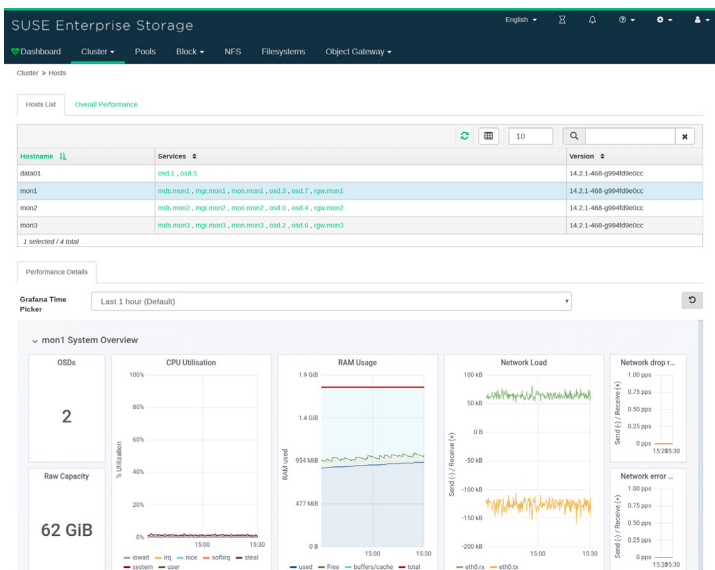 SUSE Enterprise Storage
English
Dashboard Cluster Pools Block NFS Filesystems Object Gateway
Cluster » Hosts
Hosts List Overall Performance
10
Hostname Services Version
data01 osd.1 , osd.5 14.2.1-468-g994fd9e0cc
mon1 mds.mon1 , mgr.mon1 , mon.mon1 , osd.3 , osd.7 , rgw.mon1 14.2.1-468-g994fd9e0cc
mon2 mds.mon2 , mgr.mon2 , mon.mon2 , osd.0 , osd.4 , rgw.mon2 14.2.1-468-g994fd9e0cc
mon3 mds.mon3 , mgr.mon3 , mon.mon3 , osd.2 , osd.6 , rgw.mon3 14.2.1-468-g994fd9e0cc
1 selected / 4 total
Performance Details
Grafana Time
Picker
Last 1 hour (Default)
mon1 System Overview
OSDs
2
Raw Capacity
62 GiB
CPU Utilisation
% Utilization
100%
80%
60%
40%
20%
0%
15:00 15:30
iowait irq nice softirq steal
system user
RAM Usage
RAM used
1.9 GiB
1.4 GiB
954 MiB
477 MiB
0 B
15:00 15:30
used Free buffers/cache total
Network Load
Send (-) / Receive (+)
100 kB
50 kB
0 B
-50 kB
-100 kB
-150 kB
-200 kB
15:00 15:30
eth0.rx eth0.tx
Network drop r...
Send (-) / Receive (+)
1.00 pps
0.75 pps
0.50 pps
0.25 pps
0 pps
15:30
Network error ...
Send (-) / Receive (+)
1.00 pps
0.75 pps
0.50 pps
0.25 pps
0 pps
15:30